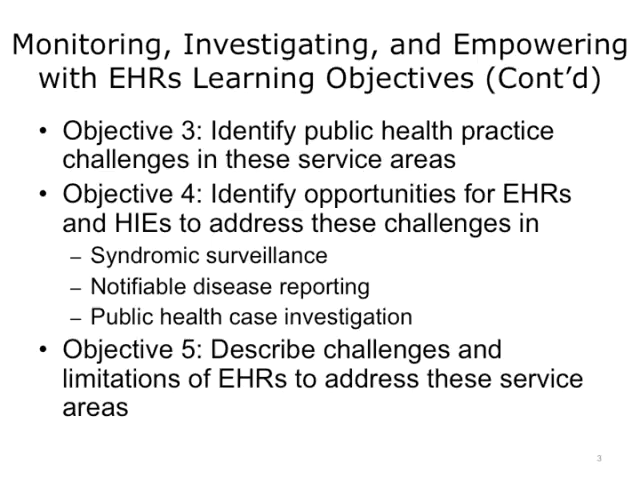 Monitoring, Investigating, and Empowering
with EHRs Learning Objectives (Cont’d)
• Objective 3: Identify public health practice
challenges in these service areas
• Objective 4: Identify opportunities for EHRs
and HIEs to address these challenges in
– Syndromic surveillance
– Notifiable disease reporting
– Public health case investigation
• Objective 5: Describe challenges and
limitations of EHRs to address these service
areas
3